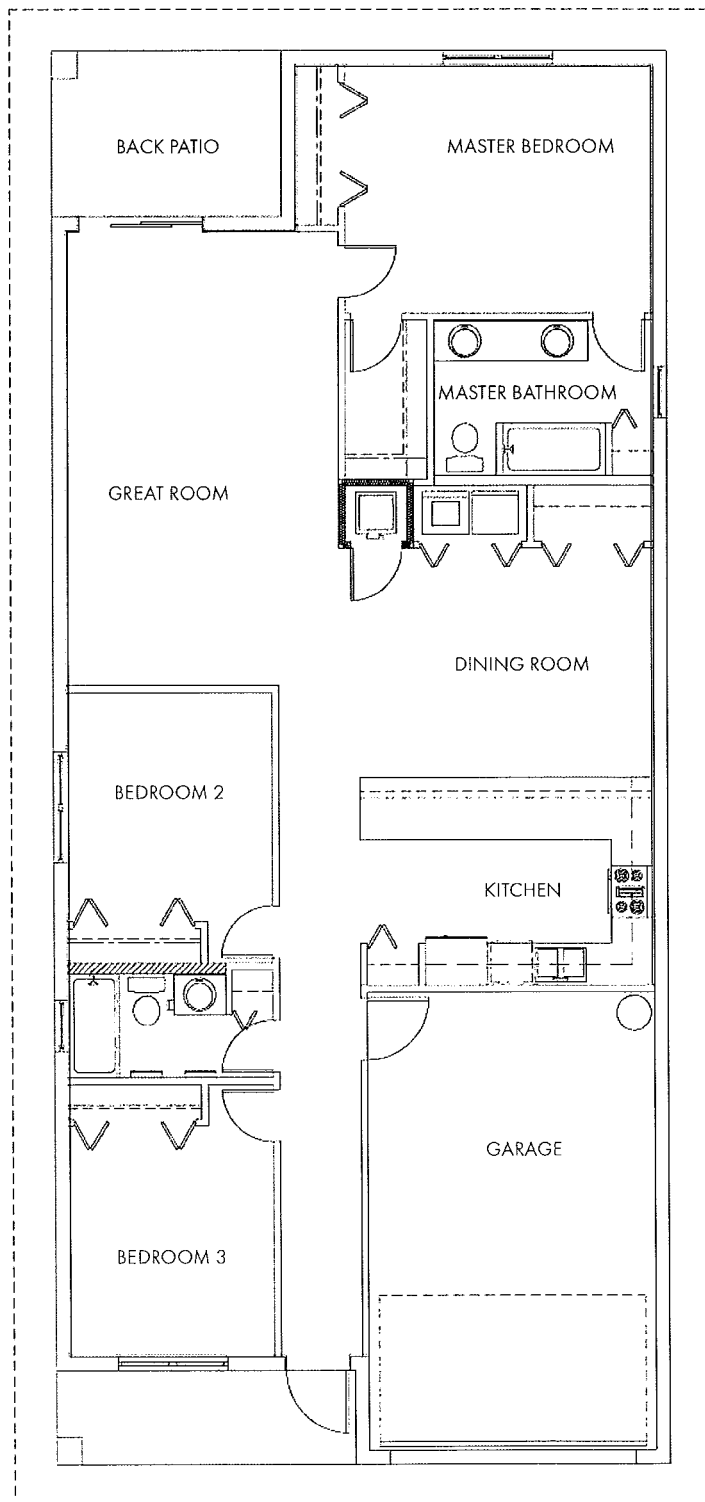 BACK PATIO
MASTER BEDROOM
MASTER BATHROOM
GREAT ROOM
DINING ROOM
BEDROOM 2
KITCHEN
GARAGE
BEDROOM 3